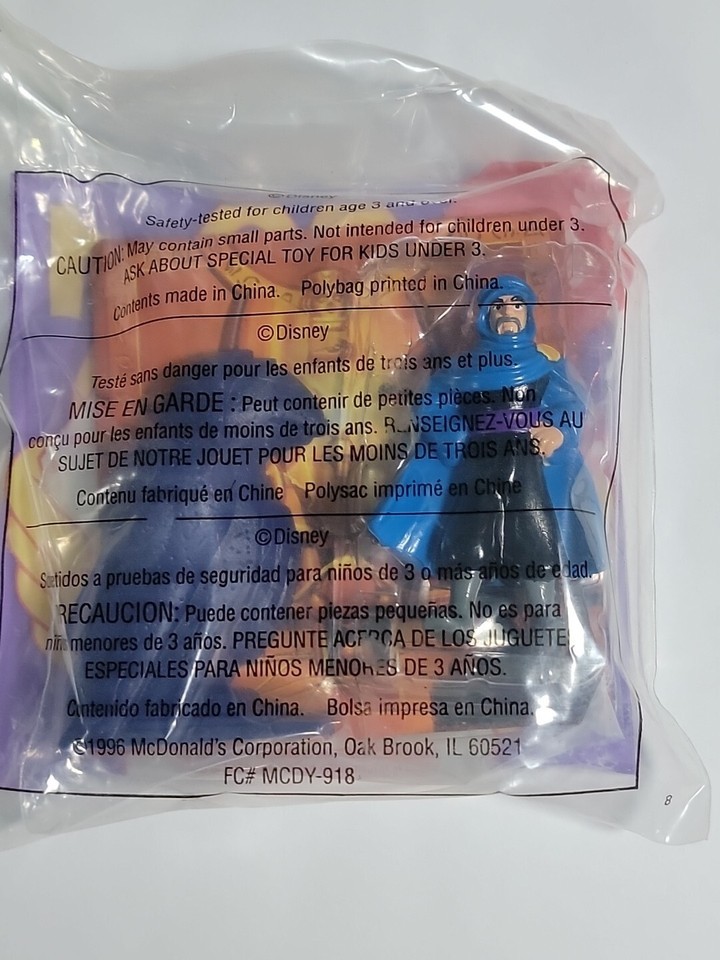 ©Disney
Safety-tested for children age 3 and over.
CAUTION: May contain small parts. Not intended for children under 3.
ASK ABOUT SPECIAL TOY FOR KIDS UNDER 3.
Contents made in China. Polybag printed in China.
©Disney
Testé sans danger pour les enfants de trois ans et plus.
MISE EN GARDE : Peut contenir de petites pièces. Non
conçu pour les enfants de moins de trois ans. RENSEIGNEZ-VOUS AU
SUJET DE NOTRE JOUET POUR LES MOINS DE TROIS ANS.
Contenu fabriqué en Chine Polysac imprimé en Chine
©Disney
Sometidos a pruebas de seguridad para niños de 3 o más años de edad.
PRECAUCION: Puede contener piezas pequeñas. No es para
niños menores de 3 años. PREGUNTE ACERCA DE LOS JUGUETES
ESPECIALES PARA NIÑOS MENORES DE 3 AÑOS.
Contenido fabricado en China. Bolsa impresa en China.
©1996 McDonald's Corporation, Oak Brook, IL 60521
FC# MCDY-918
8